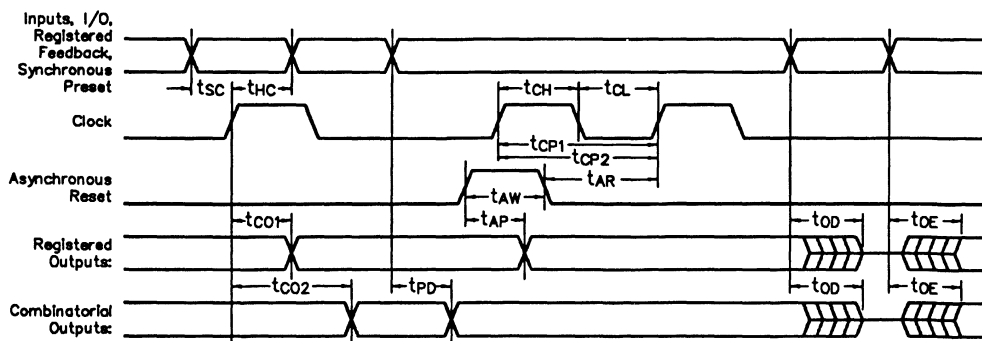 Inputs, I/O,
Registered
Feedback,
Synchronous
Preset
tSC tHC tCH tCL
Clock
tCP1
tCP2
tAR
Asynchronous
Reset
tAW
tCO1 tAP tOD tOE
Registered
Outputs:
tCO2 tPD tOD tOE
Combinatorial
Outputs: